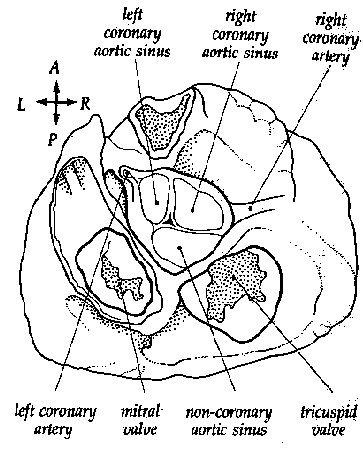 left
coronary
aortic sinus
right
coronary
aortic sinus
right
coronary
artery
A
L R
P
left coronary
artery
mitral
valve
non-coronary
aortic sinus
tricuspid
valve